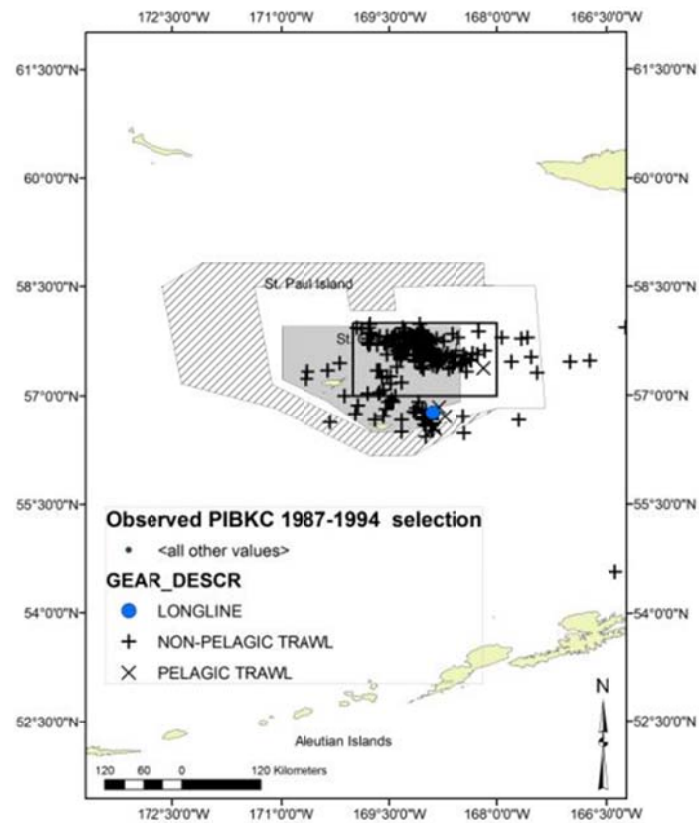 172°30'0"W 171°0'0"W 169°30'0"W 168°0'0"W 166°30'0"W
61°30'0"N 61°30'0"N
60°0'0"N 60°0'0"N
58°30'0"N 58°30'0"N
St. Paul Island
St.
57°0'0"N 57°0'0"N
55°30'0"N 55°30'0"N
Observed PIBKC 1987-1994 selection
<all other values>
GEAR_DESCR
LONGLINE
NON-PELAGIC TRAWL
PELAGIC TRAWL
54°0'0"N 54°0'0"N
N
52°30'0"N 52°30'0"N
Aleutian Islands
120 60 0 120 Kilometers
172°30'0"W 171°0'0"W 169°30'0"W 168°0'0"W 166°30'0"W